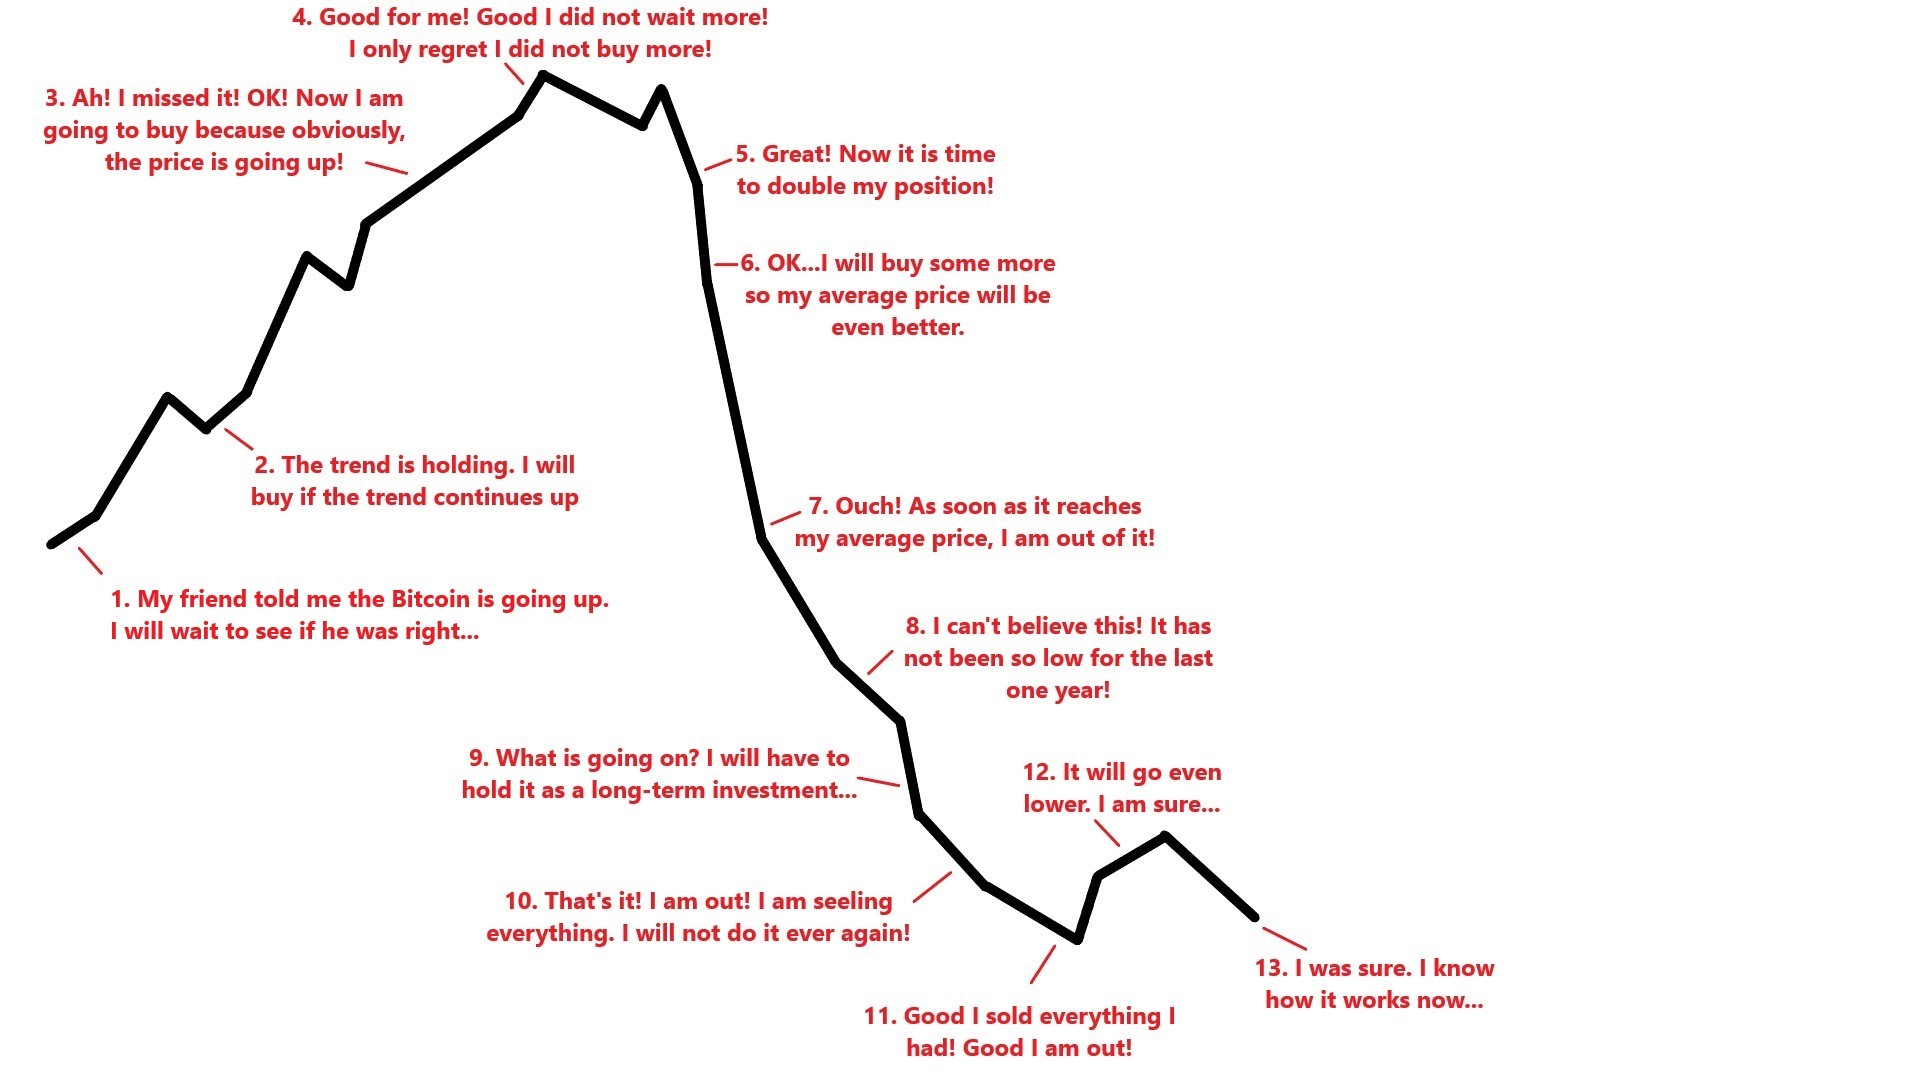 4. Good for me! Good I did not wait more!
I only regret I did not buy more!
3. Ah! I missed it! OK! Now I am
going to buy because obviously,
the price is going up!
5. Great! Now it is time
to double my position!
6. OK...I will buy some more
so my average price will be
even better.
2. The trend is holding. I will
buy if the trend continues up
7. Ouch! As soon as it reaches
my average price, I am out of it!
1. My friend told me the Bitcoin is going up.
I will wait to see if he was right...
8. I can't believe this! It has
not been so low for the last
one year!
9. What is going on? I will have to
hold it as a long-term investment...
12. It will go even
lower. I am sure...
10. That's it! I am out! I am seeling
everything. I will not do it ever again!
13. I was sure. I know
how it works now...
11. Good I sold everything I
had! Good I am out!